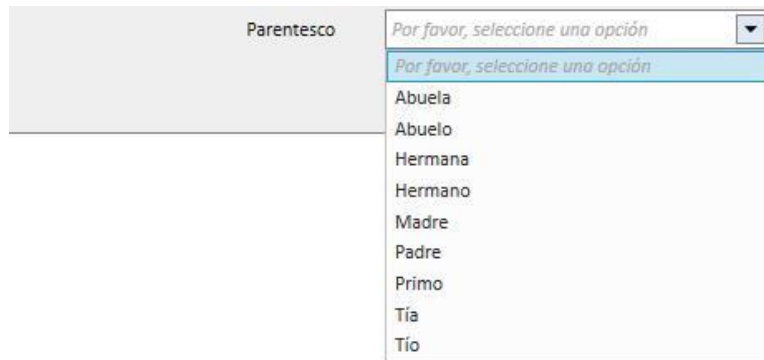 Parentesco
Por favor, seleccione una opción
Por favor, seleccione una opción
Abuela
Abuelo
Hermana
Hermano
Madre
Padre
Primo
Tía
Tío